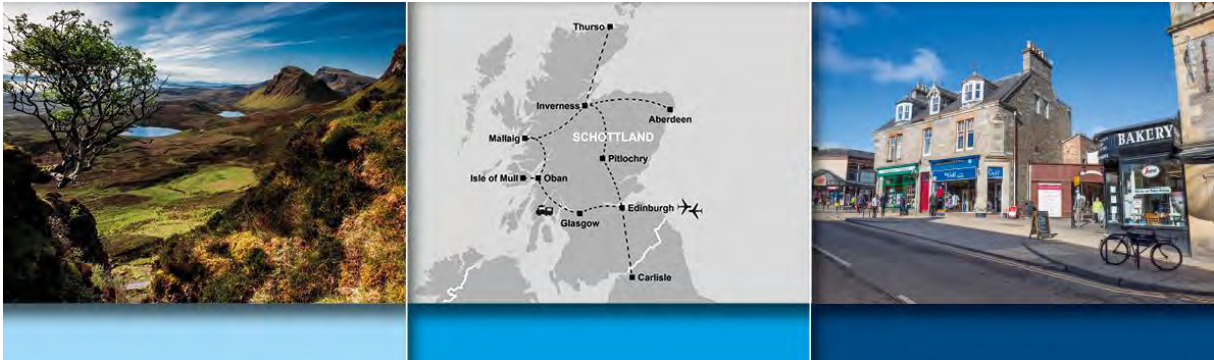 Thurso
Inverness
Aberdeen
Mallaig
SCHOTTLAND
Pitlochry
Isle of Mull
Oban
Edinburgh
Glasgow
Carlisle
BAKERY